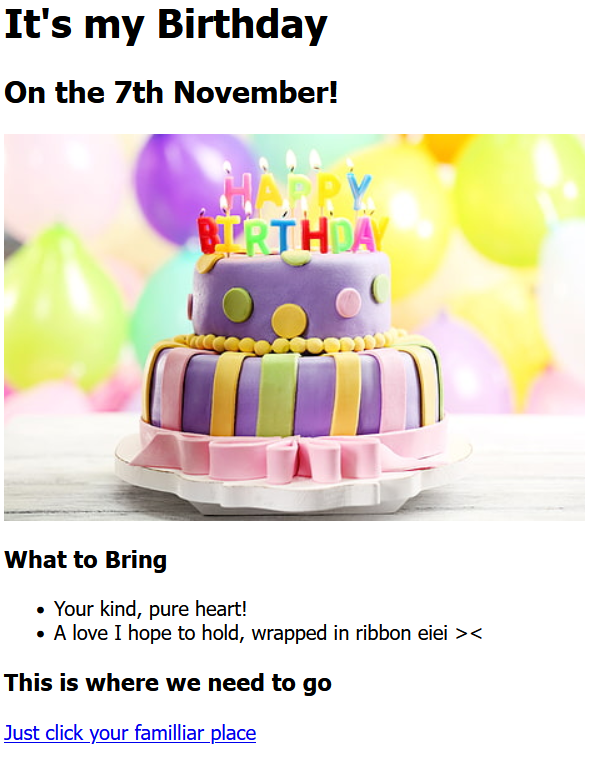 It's my Birthday
On the 7th November!
HAPPY
BIRTHDAY
What to Bring
Your kind, pure heart!
A love I hope to hold, wrapped in ribbon eiei ><
This is where we need to go
Just click your familliar place